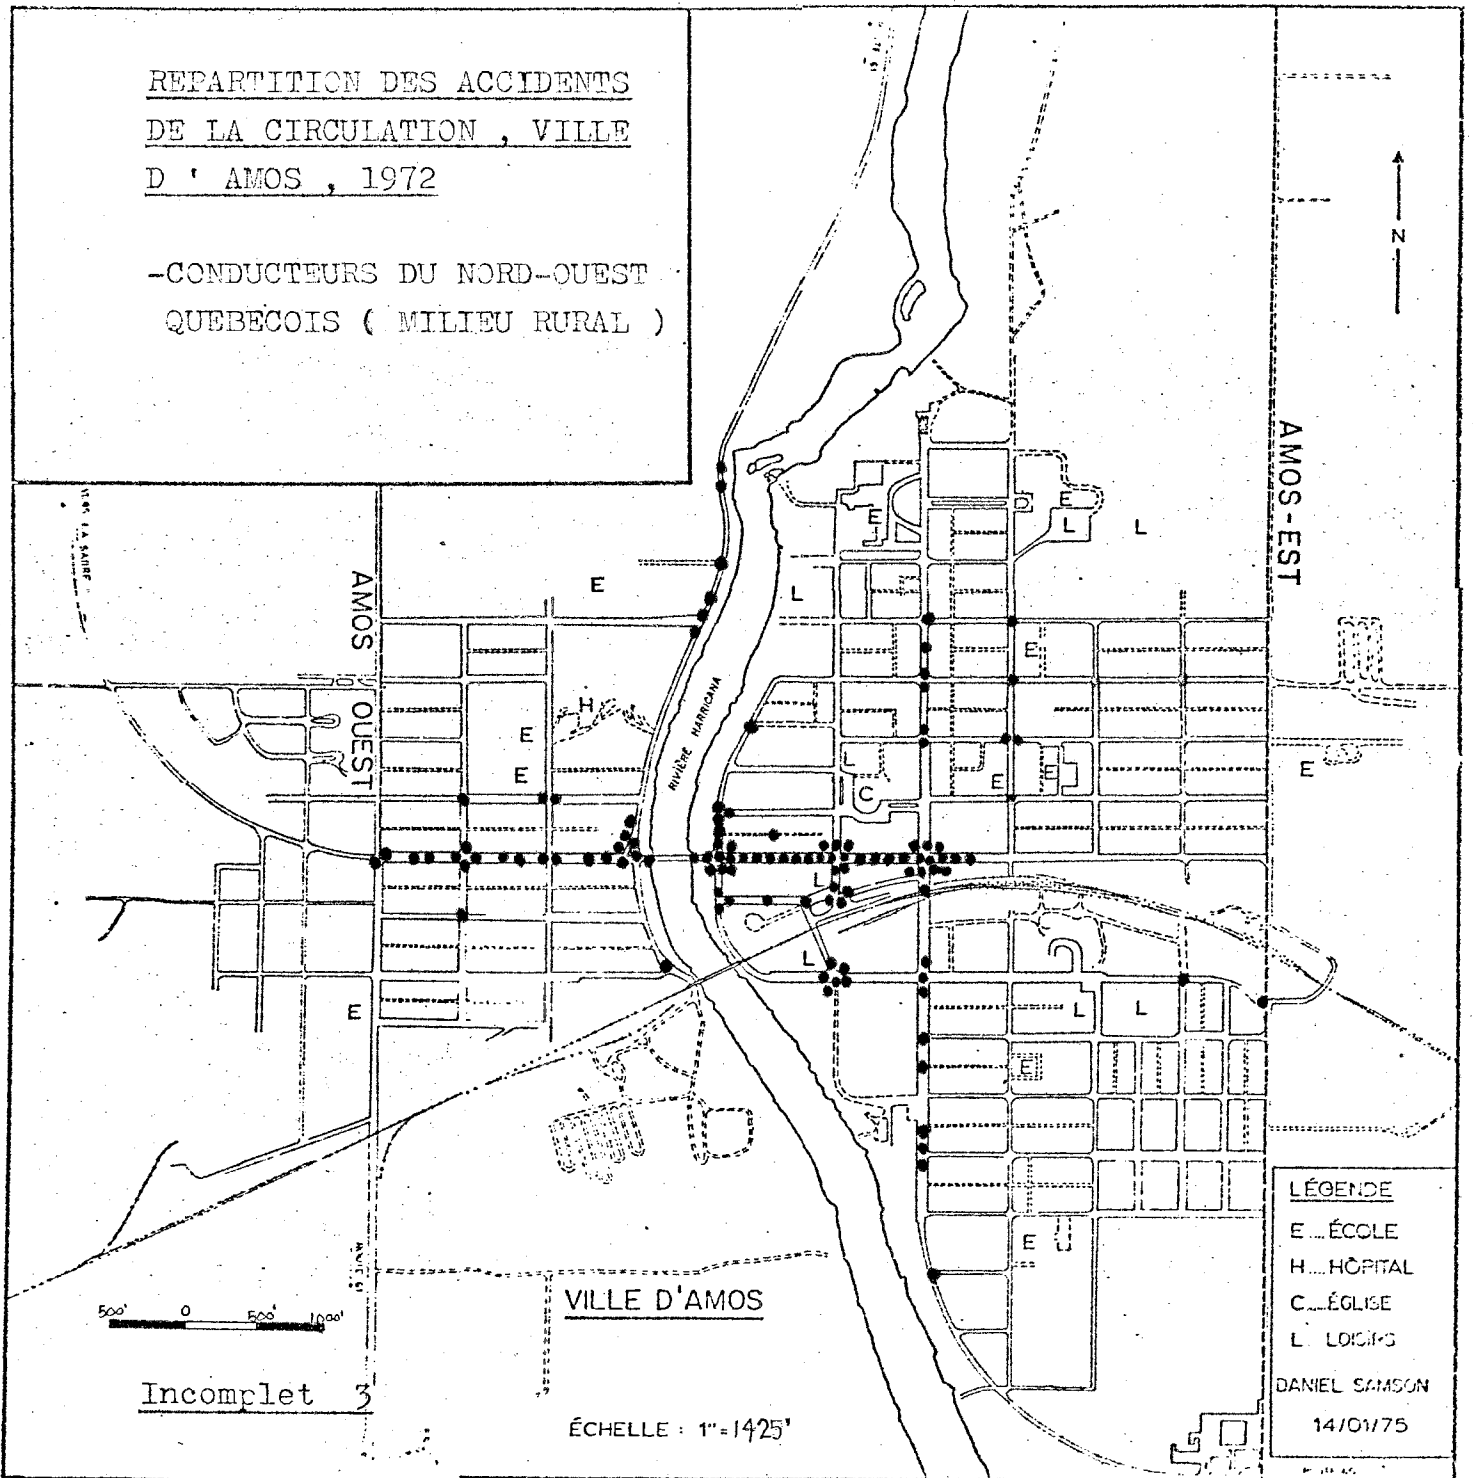 REPARTITION DES ACCIDENTS
DE LA CIRCULATION , VILLE
D ' AMOS , 1972
-CONDUCTEURS DU NORD-OUEST
QUEBECOIS ( MILIEU RURAL )
N
AMOS-EST
AMOS OUEST
LA SARRE
RIVIÈRE HARRICANA
E
E
L
L
E
L
E
H
E
E
L
C
E
E
E
L
L
E
L
L
E
E
500' 0 500' 1000'
VILLE D'AMOS
Incomplet 3
ÉCHELLE : 1"=1425'
LÉGENDE
E....ÉCOLE
H....HÔPITAL
C....ÉGLISE
L LOISIRS
DANIEL SAMSON
14/01/75